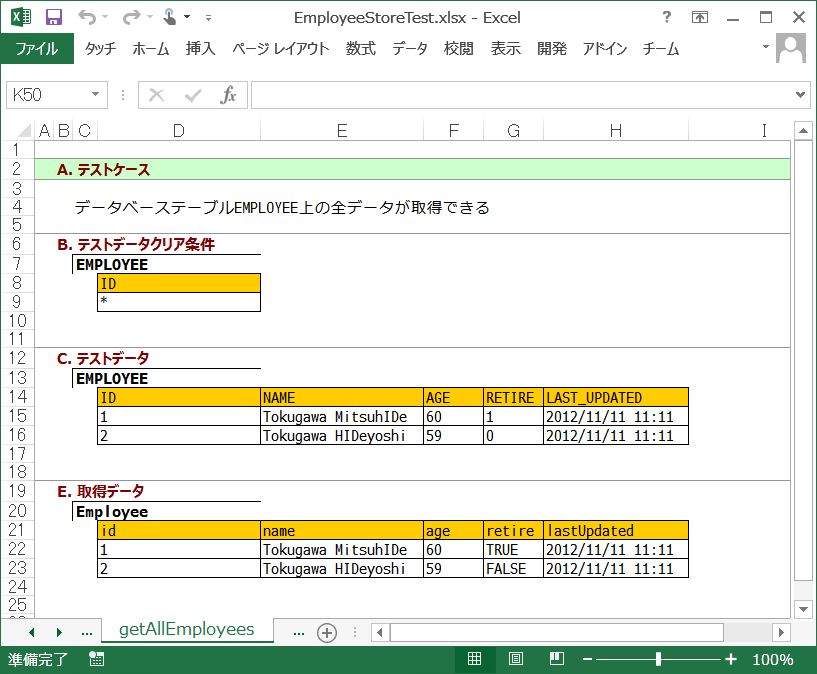 EmployeeStoreTest.xlsx - Excel
ファイル タッチ ホーム 挿入 ページ レイアウト 数式 データ 校閲 表示 開発 アドイン チーム
K50 fx
A B C D E F G H I
1
2 A. テストケース
3
4 データベーステーブルEMPLOYEE上の全データが取得できる
5
6 B. テストデータクリア条件
7 EMPLOYEE
8 ID
9 *
10
11
12 C. テストデータ
13 EMPLOYEE
14 ID NAME AGE RETIRE LAST_UPDATED
15 1 Tokugawa MitsuhIDe 60 1 2012/11/11 11:11
16 2 Tokugawa HIDeyoshi 59 0 2012/11/11 11:11
17
18
19 E. 取得データ
20 Employee
21 id name age retire lastUpdated
22 1 Tokugawa MitsuhIDe 60 TRUE 2012/11/11 11:11
23 2 Tokugawa HIDeyoshi 59 FALSE 2012/11/11 11:11
24
25
... getAllEmployees ...
準備完了 100%